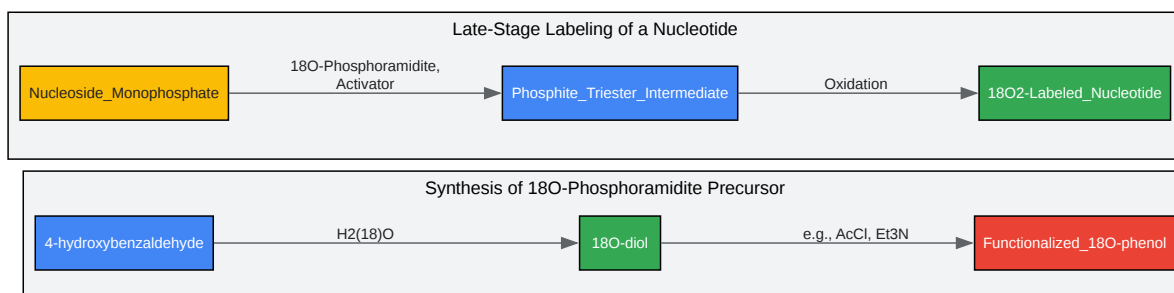 Late-Stage Labeling of a Nucleotide
18O-Phosphoramidite,
Activator
Nucleoside_Monophosphate
Phosphite_Triester_Intermediate
Oxidation
18O2-Labeled_Nucleotide
Synthesis of 18O-Phosphoramidite Precursor
4-hydroxybenzaldehyde
H2(18)O
18O-diol
e.g., AcCl, Et3N
Functionalized_18O-phenol